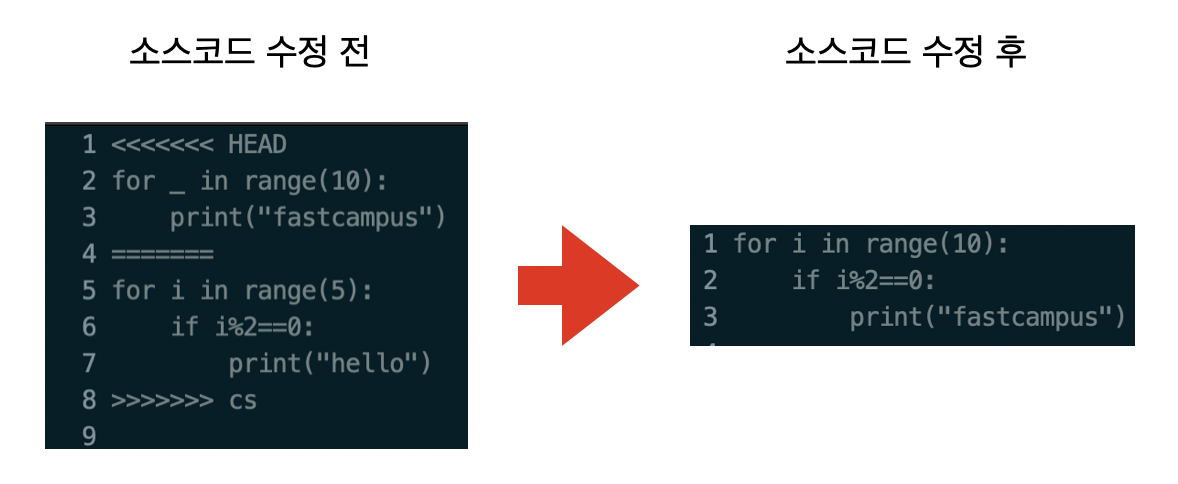 소스코드 수정 전
소스코드 수정 후
1 <<<<<<< HEAD
2 for _ in range(10):
3     print("fastcampus")
4 =======
5 for i in range(5):
6     if i%2==0:
7         print("hello")
8 >>>>>>> cs
9
1 for i in range(10):
2     if i%2==0:
3         print("fastcampus")